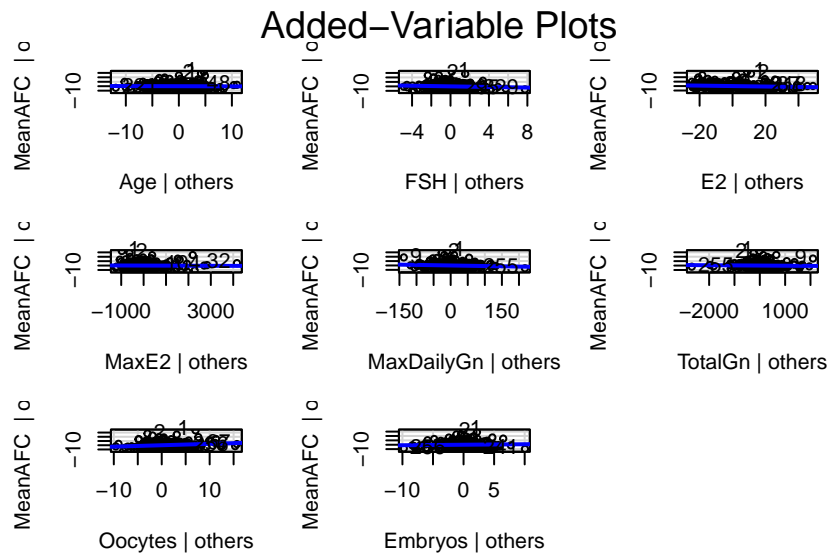 Added−Variable Plots
MeanAFC | o
−10
−10 0 10
Age | others
MeanAFC | o
−10
−4 0 4 8
FSH | others
MeanAFC | o
−10
−20 20
E2 | others
MeanAFC | o
−10
−1000 3000
MaxE2 | others
MeanAFC | o
−10
−150 0 150
MaxDailyGn | others
MeanAFC | o
−10
−2000 1000
TotalGn | others
MeanAFC | o
−10
−10 0 10
Oocytes | others
MeanAFC | o
−10
−10 0 5
Embryos | others